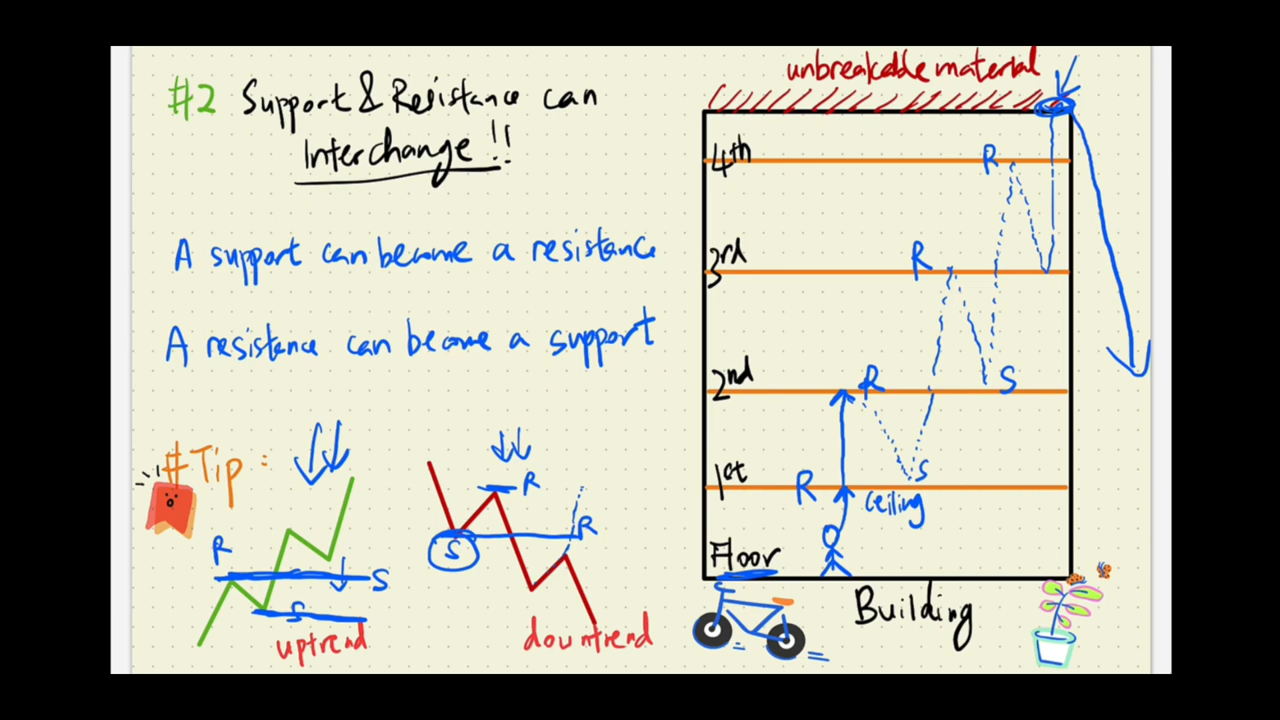 #2 Support & Resistance can
Interchange!!
A support can become a resistance
A resistance can become a support
#Tip:
R
S
S
uptrend
R
R
S
downtrend
unbreakable material
4th
R
3rd
R
2nd
R
S
1st
R
S
ceiling
Floor
Building